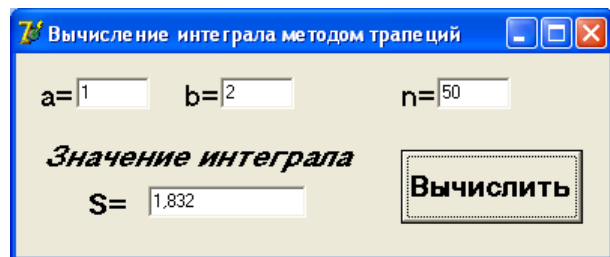 Вычисление интеграла методом трапеций
a= 1 b= 2 n= 50
Значение интеграла
S= 1,832
Вычислить